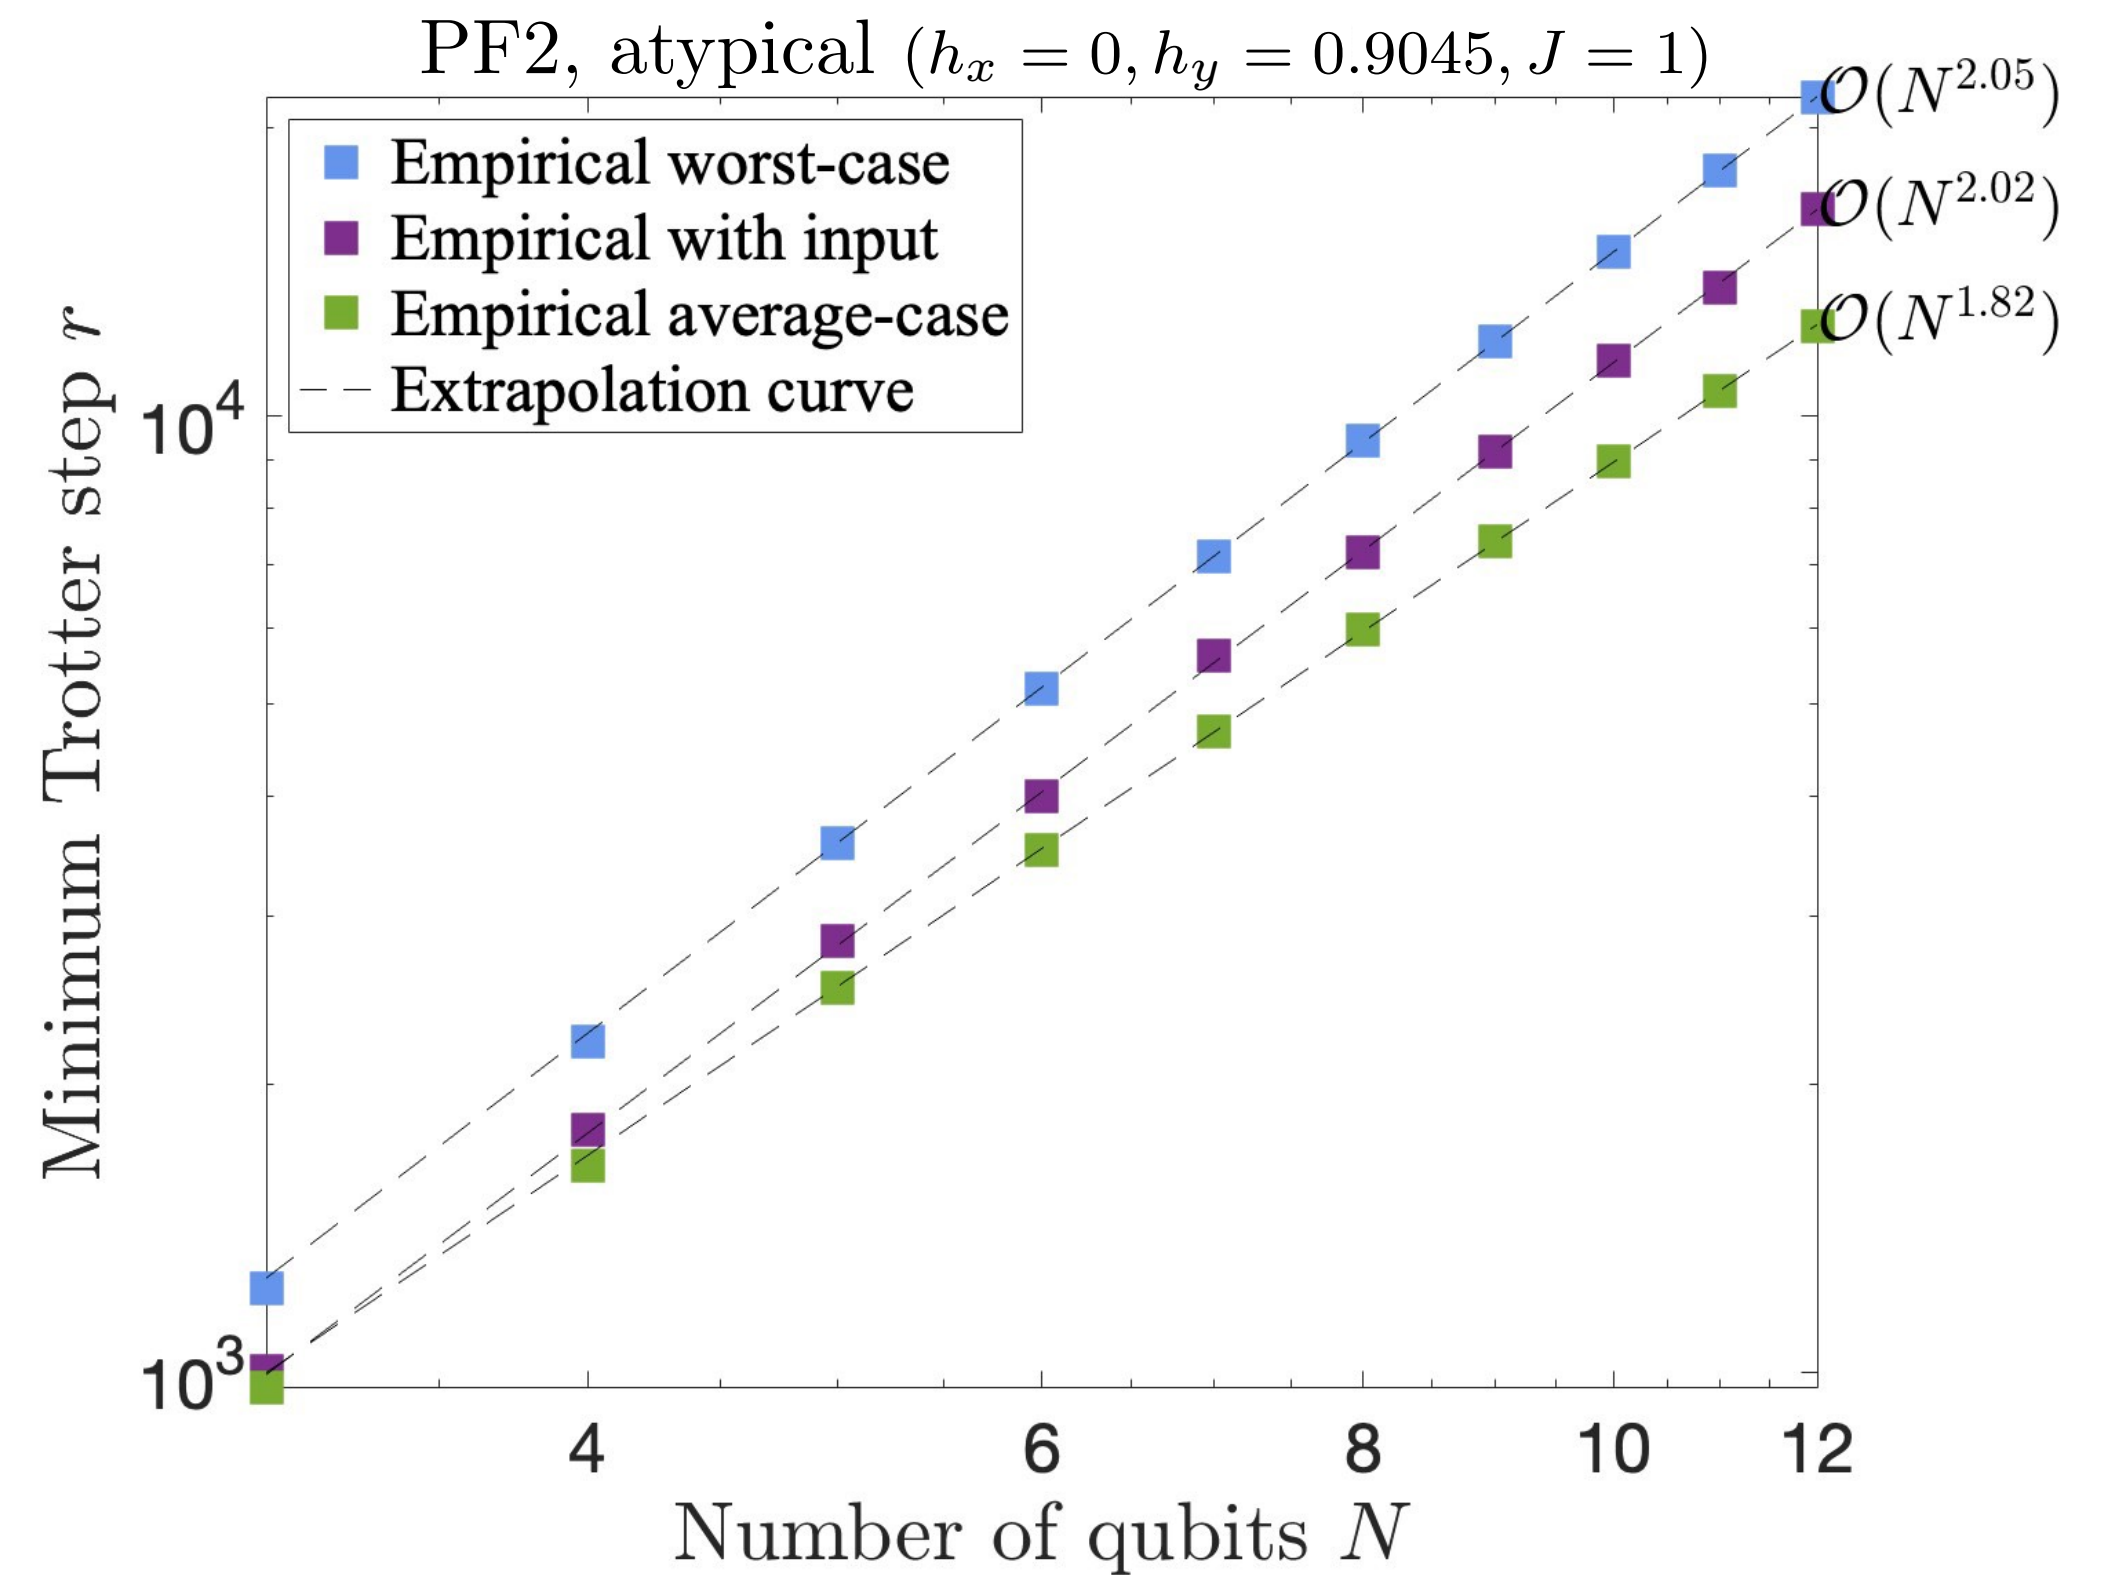 PF2, atypical (h_x = 0, h_y = 0.9045, J = 1)
Empirical worst-case
Empirical with input
Empirical average-case
Extrapolation curve
𝒪(N^{2.05})
𝒪(N^{2.02})
𝒪(N^{1.82})
Minimum Trotter step r
10^4
10^3
4 6 8 10 12
Number of qubits N